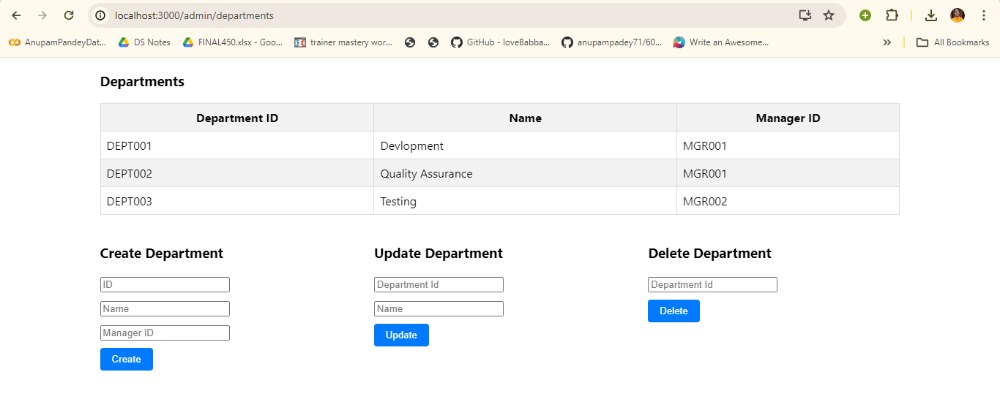 localhost:3000/admin/departments
AnupamPandeyDat... DS Notes FINAL450.xlsx - Goo... trainer mastery wor... GitHub - loveBabba... anupampadey71/60... Write an Awesome... » All Bookmarks
Departments
Department ID Name Manager ID
DEPT001 Devlopment MGR001
DEPT002 Quality Assurance MGR001
DEPT003 Testing MGR002
Create Department Update Department Delete Department
ID Department Id Department Id
Name Name Delete
Manager ID Update
Create